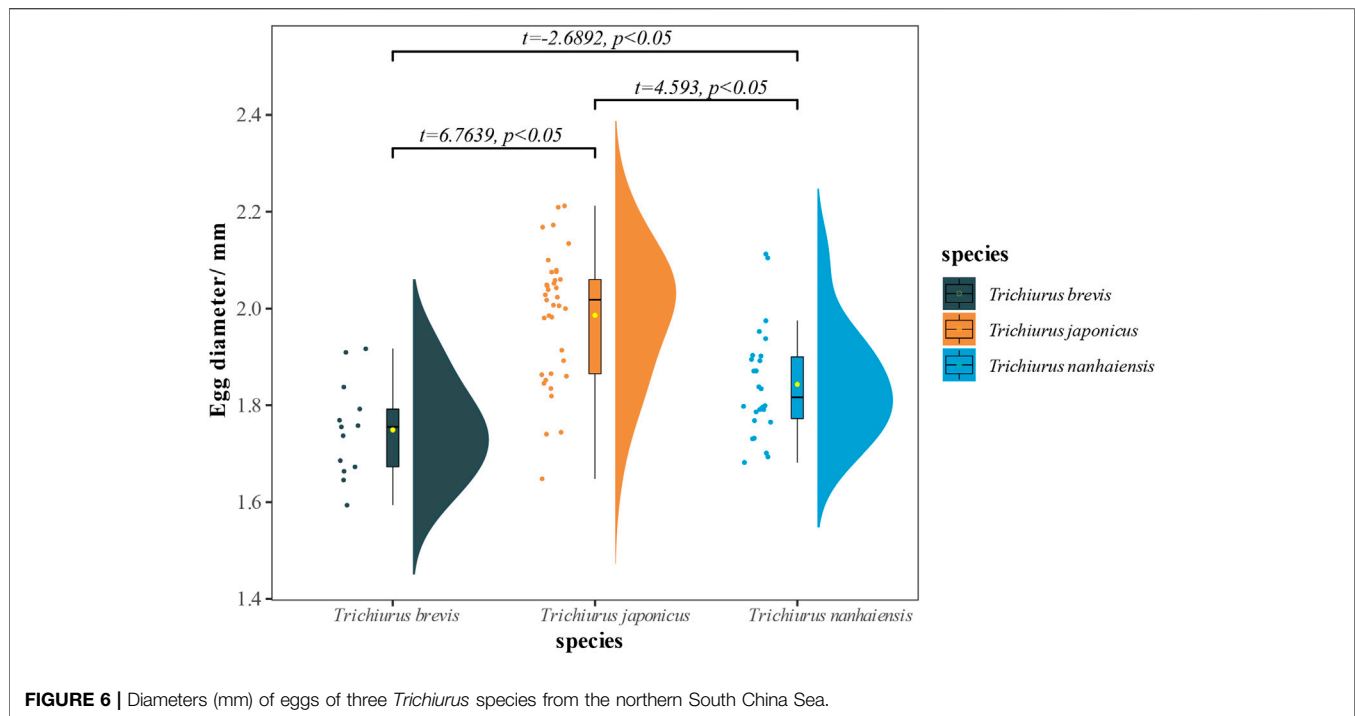 t=-2.6892, p<0.05
t=4.593, p<0.05
t=6.7639, p<0.05
Egg diameter/ mm
2.4
2.2
2.0
1.8
1.6
1.4
Trichiurus brevis
Trichiurus japonicus
Trichiurus nanhaiensis
species
species
Trichiurus brevis
Trichiurus japonicus
Trichiurus nanhaiensis
FIGURE 6 | Diameters (mm) of eggs of three Trichiurus species from the northern South China Sea.